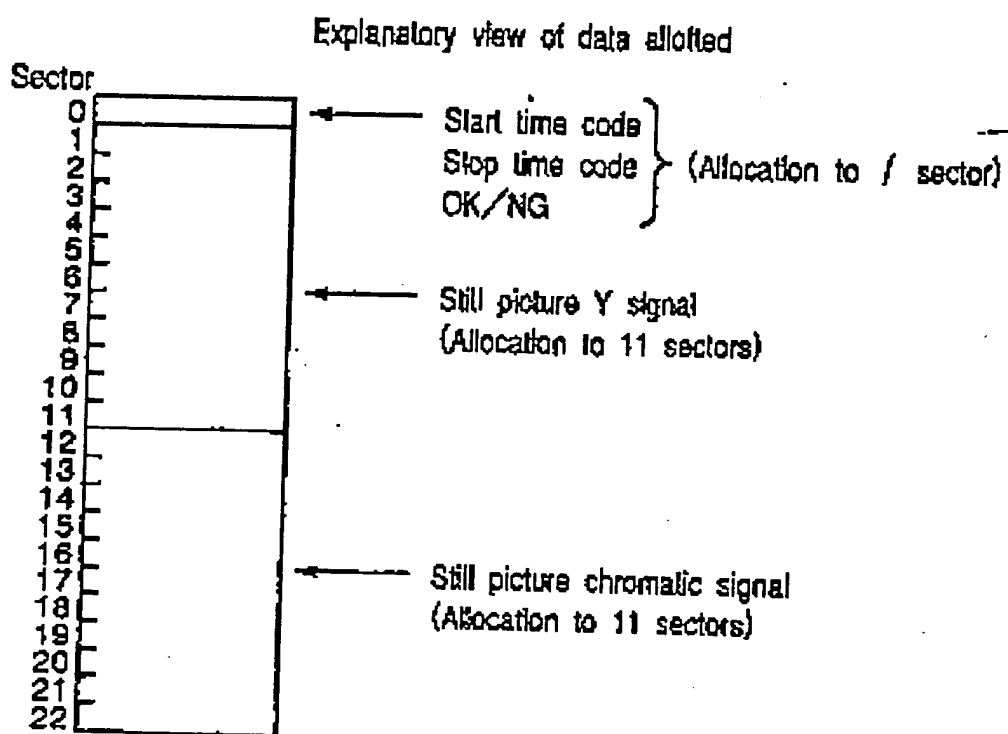 Explanatory view of data allotted
Sector
0
1
2
3
4
5
6
7
8
9
10
11
12
13
14
15
16
17
18
19
20
21
22
Start time code
Stop time code
OK/NG
(Allocation to 1 sector)
Still picture Y signal
(Allocation to 11 sectors)
Still picture chromatic signal
(Allocation to 11 sectors)